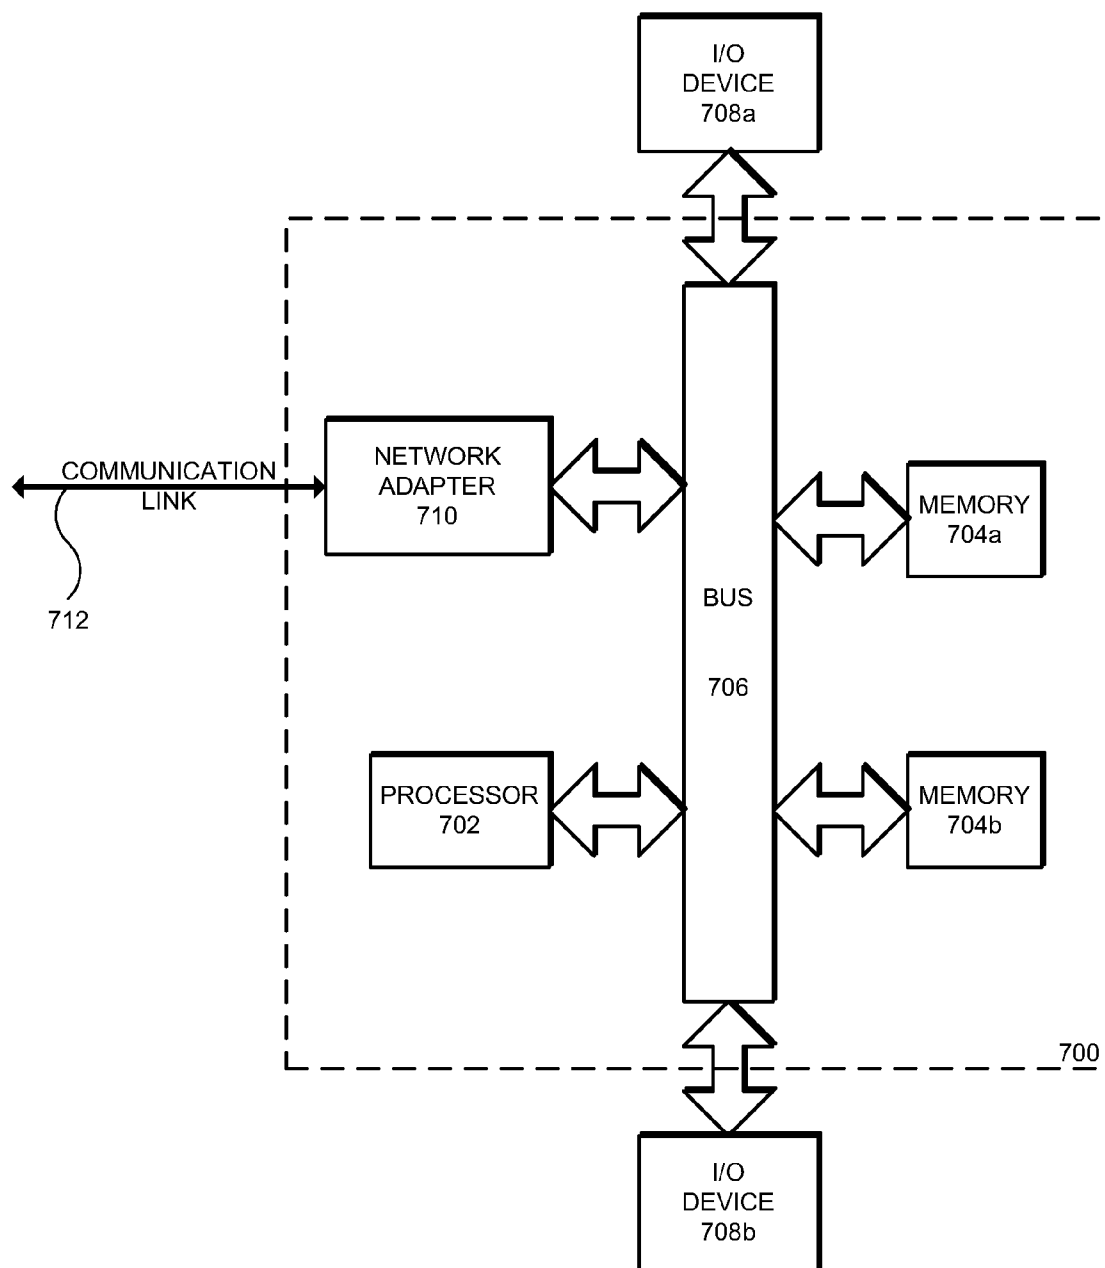 I/O
DEVICE
708a
COMMUNICATION
LINK
712
NETWORK
ADAPTER
710
MEMORY
704a
BUS
706
PROCESSOR
702
MEMORY
704b
700
I/O
DEVICE
708b